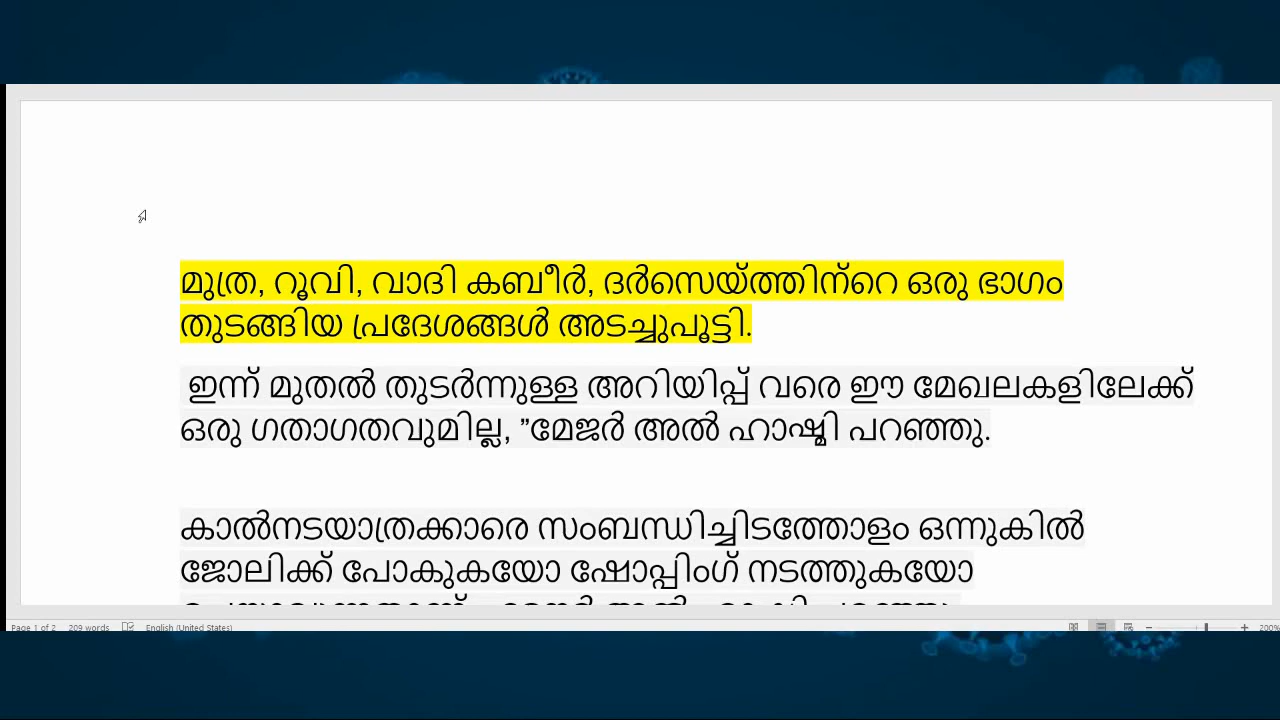 മുത്ര, റൂവി, വാദി കബീർ, ദർസെയ്ത്തിന്റെ ഒരു ഭാഗം
തുടങ്ങിയ പ്രദേശങ്ങൾ അടച്ചുപൂട്ടി.
ഇന്ന് മുതൽ തുടർന്നുള്ള അറിയിപ്പ് വരെ ഈ മേഖലകളിലേക്ക്
ഒരു ഗതാഗതവുമില്ല, ”മേജർ അൽ ഹാഷ്മി പറഞ്ഞു.
കാൽനടയാത്രക്കാരെ സംബന്ധിച്ചിടത്തോളം ഒന്നുകിൽ
ജോലിക്ക് പോകുകയോ ഷോപ്പിംഗ് നടത്തുകയോ
Page 1 of 2 209 words English (United States) 200%